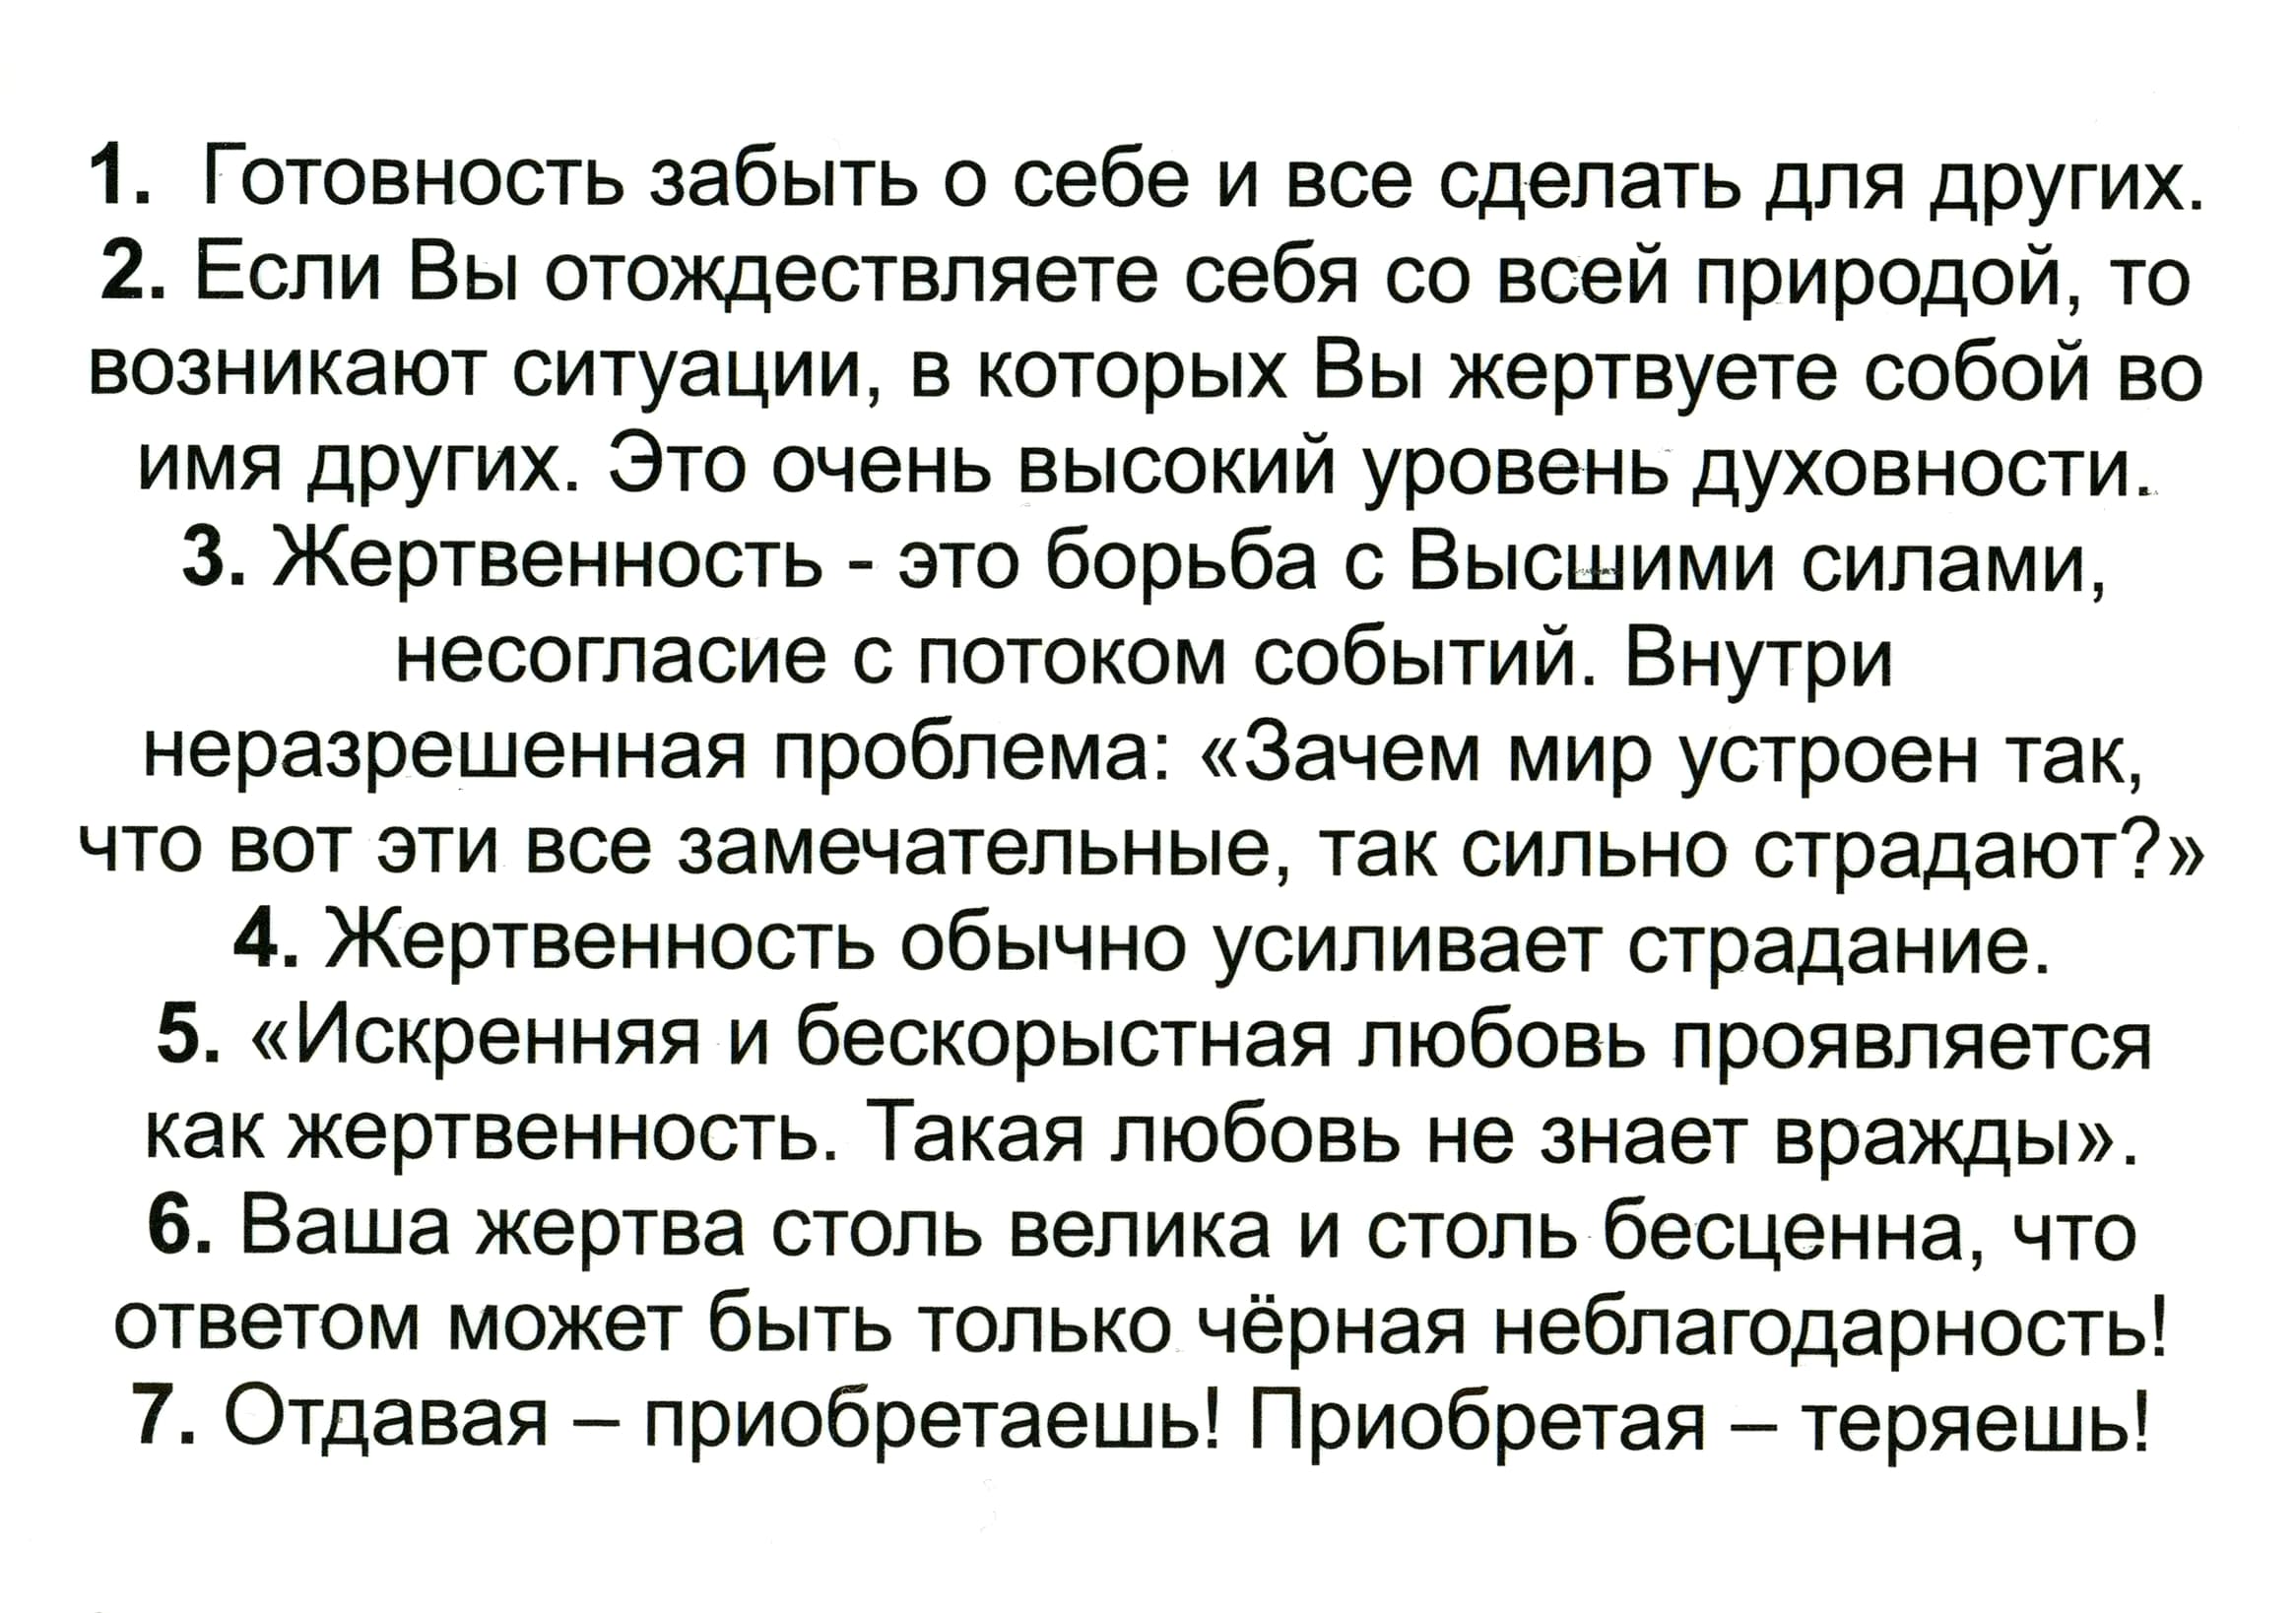 1. Готовность забыть о себе и все сделать для других.
2. Если Вы отождествляете себя со всей природой, то
возникают ситуации, в которых Вы жертвуете собой во
имя других. Это очень высокий уровень духовности.
3. Жертвенность - это борьба с Высшими силами,
несогласие с потоком событий. Внутри
неразрешенная проблема: «Зачем мир устроен так,
что вот эти все замечательные, так сильно страдают?»
4. Жертвенность обычно усиливает страдание.
5. «Искренняя и бескорыстная любовь проявляется
как жертвенность. Такая любовь не знает вражды».
6. Ваша жертва столь велика и столь бесценна, что
ответом может быть только чёрная неблагодарность!
7. Отдавая – приобретаешь! Приобретая – теряешь!